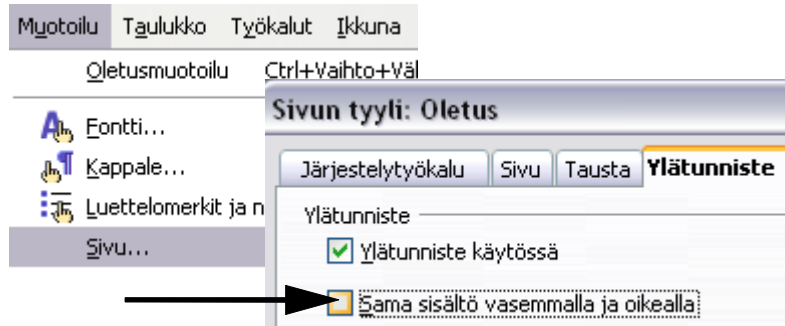 Muotoilu Taulukko Työkalut Ikkuna
Oletusmuotoilu Ctrl+Vaihto+Väl
Fontti...
Kappale...
Luettelomerkit ja n
Sivu...
Sivun tyyli: Oletus
Järjestelytyökalu Sivu Tausta Ylätunniste
Ylätunniste
Ylätunniste käytössä
Sama sisältö vasemmalla ja oikealla